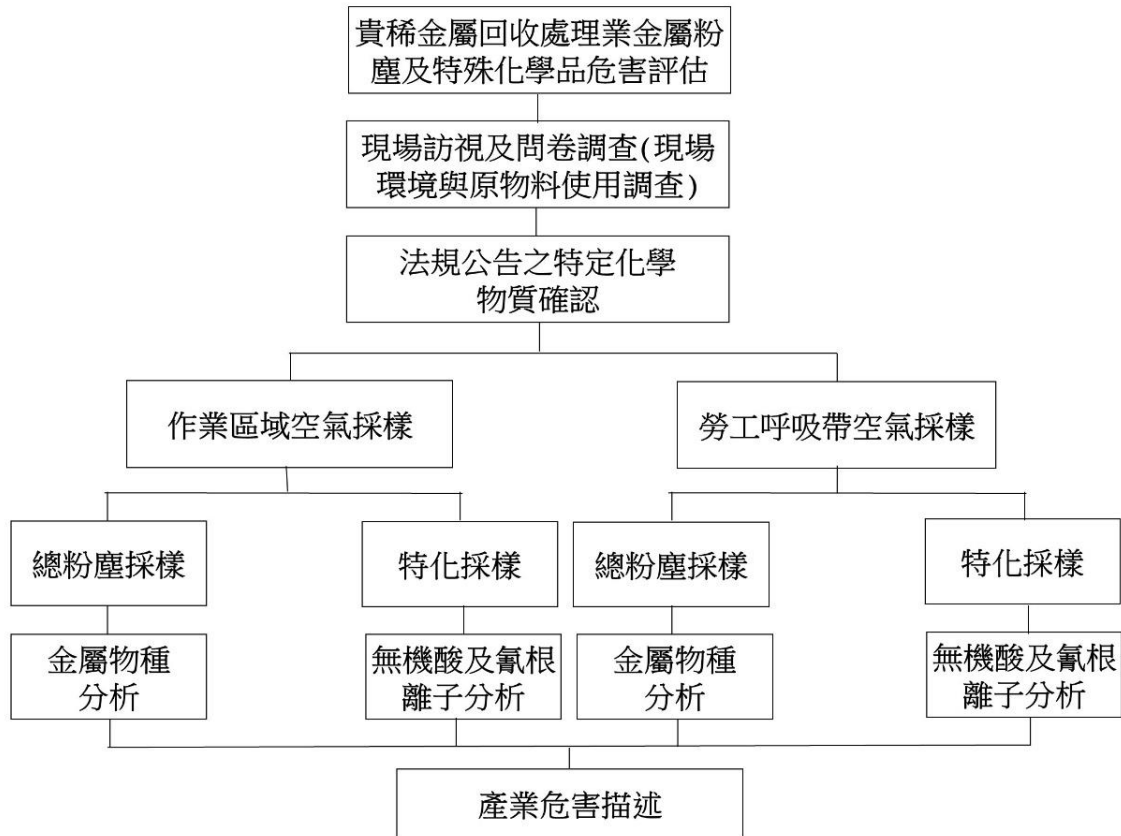 貴稀金屬回收處理業金屬粉
塵及特殊化學品危害評估
現場訪視及問卷調查(現場
環境與原物料使用調查)
法規公告之特定化學
物質確認
作業區域空氣採樣
勞工呼吸帶空氣採樣
總粉塵採樣
特化採樣
總粉塵採樣
特化採樣
金屬物種
分析
無機酸及氰根
離子分析
金屬物種
分析
無機酸及氰根
離子分析
產業危害描述